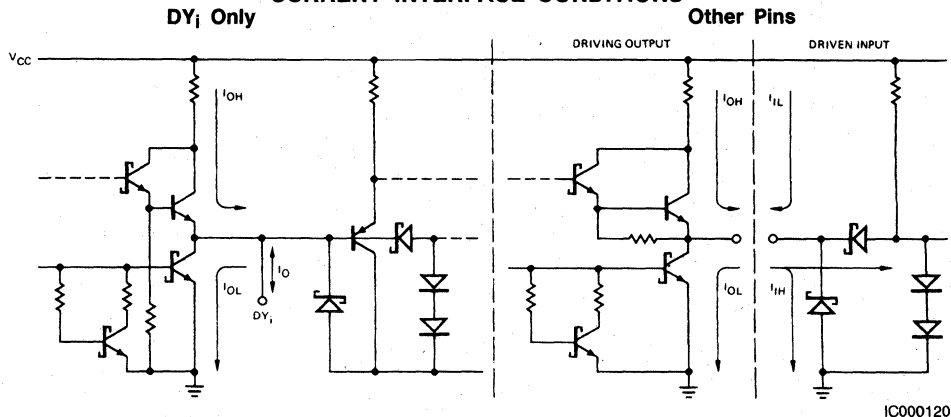 CURRENT INTERFACE CONDITIONS
DYi Only
Other Pins
DRIVING OUTPUT
DRIVEN INPUT
VCC
IOH
IOH
IIL
IO
IOL
DYi
IOL
IIH
IC000120